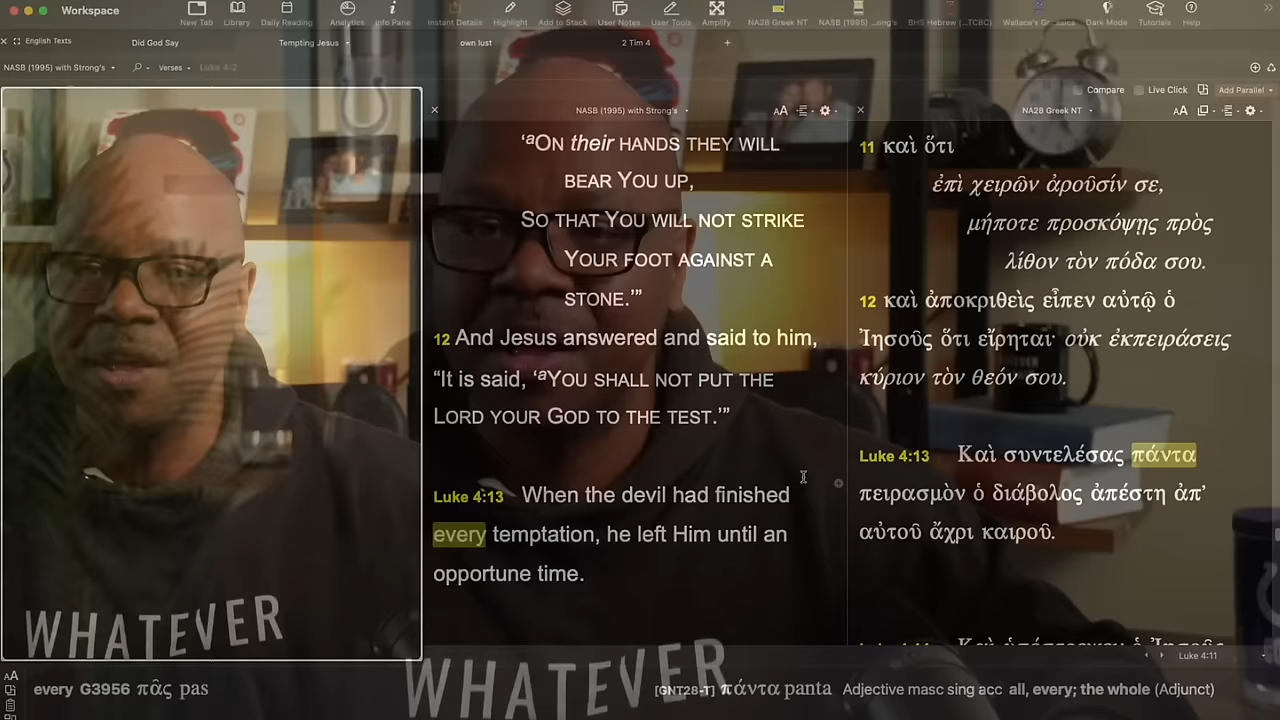 Workspace
New Tab
Library
Daily Reading
Analytics
Info Pane
Instant Details
Highlight
Add to Stack
User Notes
User Tools
Amplify
NA28 Greek NT
NASB (1995) ...ong's
BHS Hebrew (...TCBC)
Dark Mode
Tutorials
Help
English Texts
Did God Say
Tempting Jesus
own lust
2 Tim 4
NASB (1995) with Strong's
Verses
Luke 4:2
Compare
Live Click
Add Parallel
NASB (1995) with Strong's
‘aON their HANDS THEY WILL
BEAR YOU UP,
SO THAT YOU WILL NOT STRIKE
YOUR FOOT AGAINST A
STONE.’”
12 And Jesus answered and said to him,
“It is said, ‘aYOU SHALL NOT PUT THE
LORD YOUR GOD TO THE TEST.’”
Luke 4:13 When the devil had finished
every temptation, he left Him until an
opportune time.
NA28 Greek NT
11 καὶ ὅτι
ἐπὶ χειρῶν ἀροῦσίν σε,
μήποτε προσκόψῃς πρὸς
λίθον τὸν πόδα σου.
12 καὶ ἀποκριθεὶς εἶπεν αὐτῷ ὁ
Ἰησοῦς ὅτι εἴρηται· οὐκ ἐκπειράσεις
κύριον τὸν θεόν σου.
Luke 4:13 Καὶ συντελέσας πάντα
πειρασμὸν ὁ διάβολος ἀπέστη ἀπ’
αὐτοῦ ἄχρι καιροῦ.
Luke 4:11
WHATEVER
WHATEVER
every G3956 πᾶς pas
[GNT28-T] πάντα panta Adjective masc sing acc all, every; the whole (Adjunct)